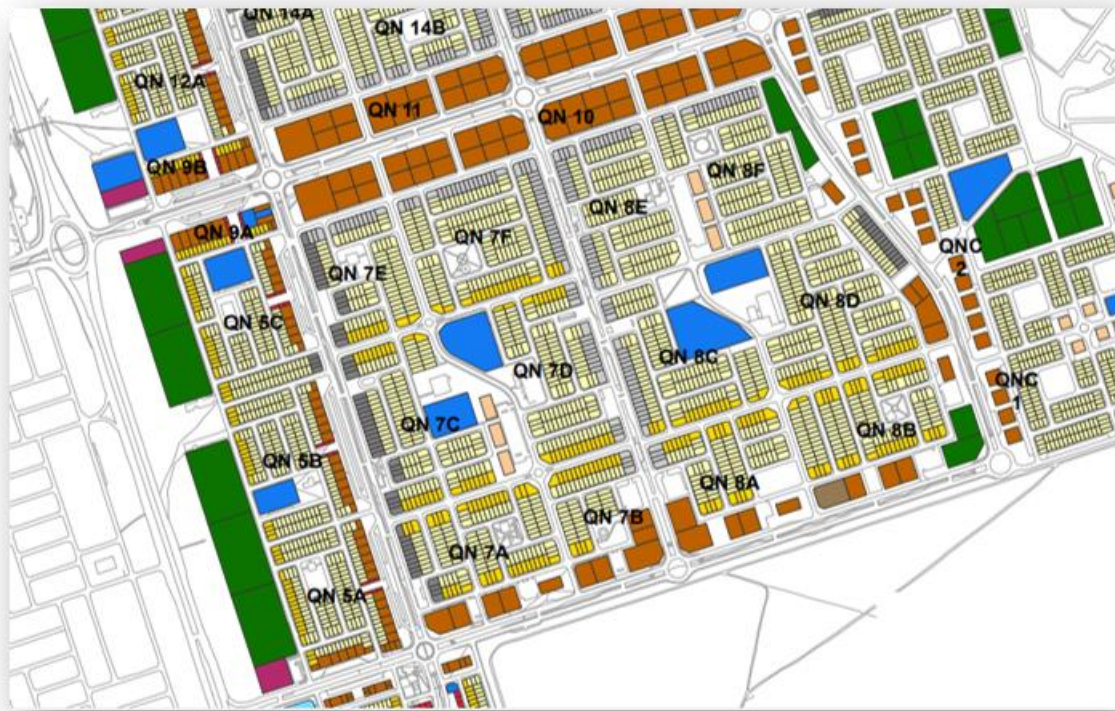 QN 14A
QN 14B
QN 12A
QN 11
QN 10
QN 9B
QN 8F
QN 8E
QN 9A
QN 7F
QNC
2
QN 7E
QN 8D
QN 5C
QN 8C
QN 7D
QNC
1
QN 7C
QN 8B
QN 5B
QN 8A
QN 7B
QN 7A
QN 5A